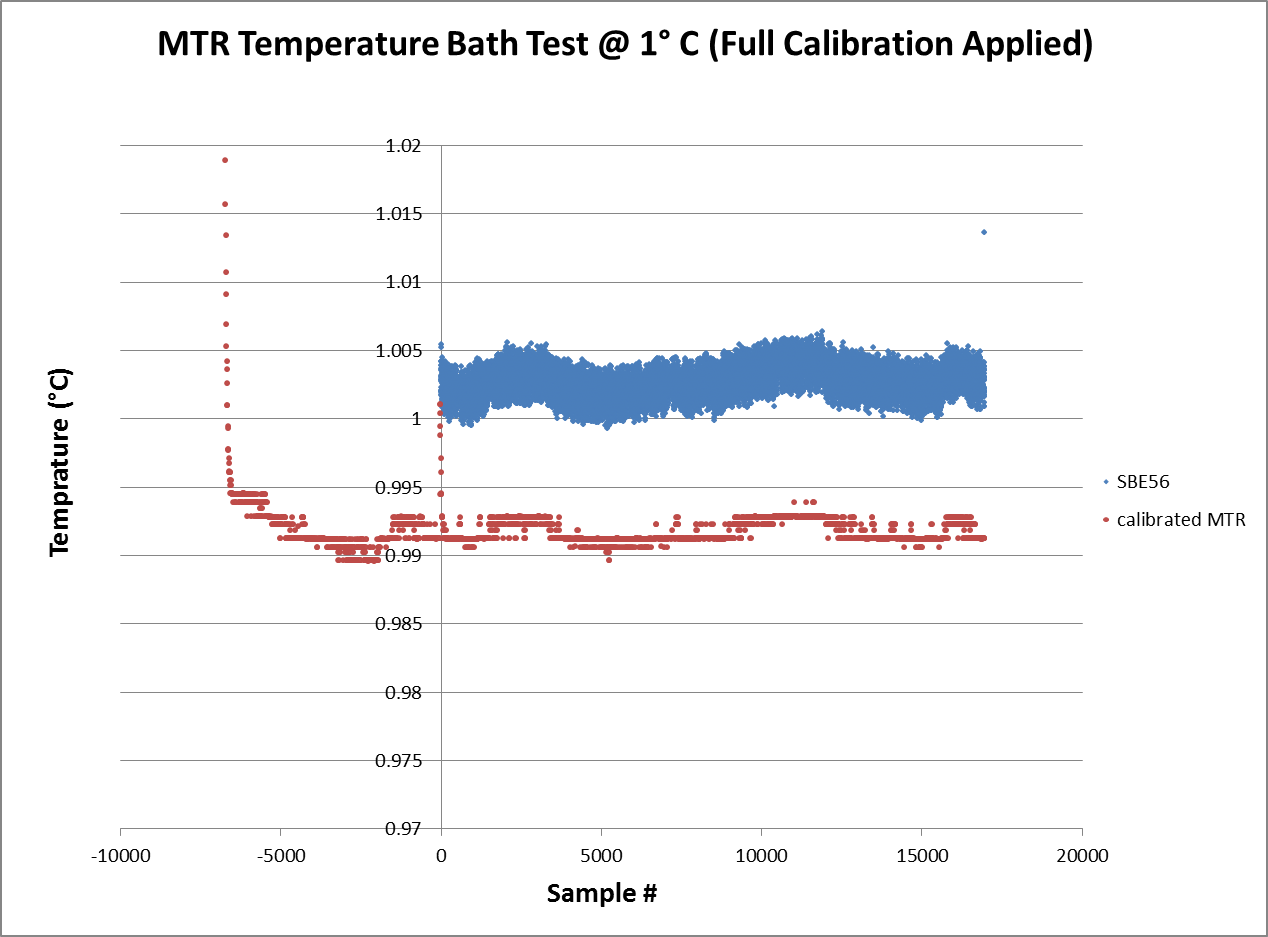 MTR Temperature Bath Test @ 1° C (Full Calibration Applied)
1.02
1.015
1.01
1.005
1
0.995
0.99
0.985
0.98
0.975
0.97
Temprature (°C)
SBE56
calibrated MTR
-10000 -5000 0 5000 10000 15000 20000
Sample #